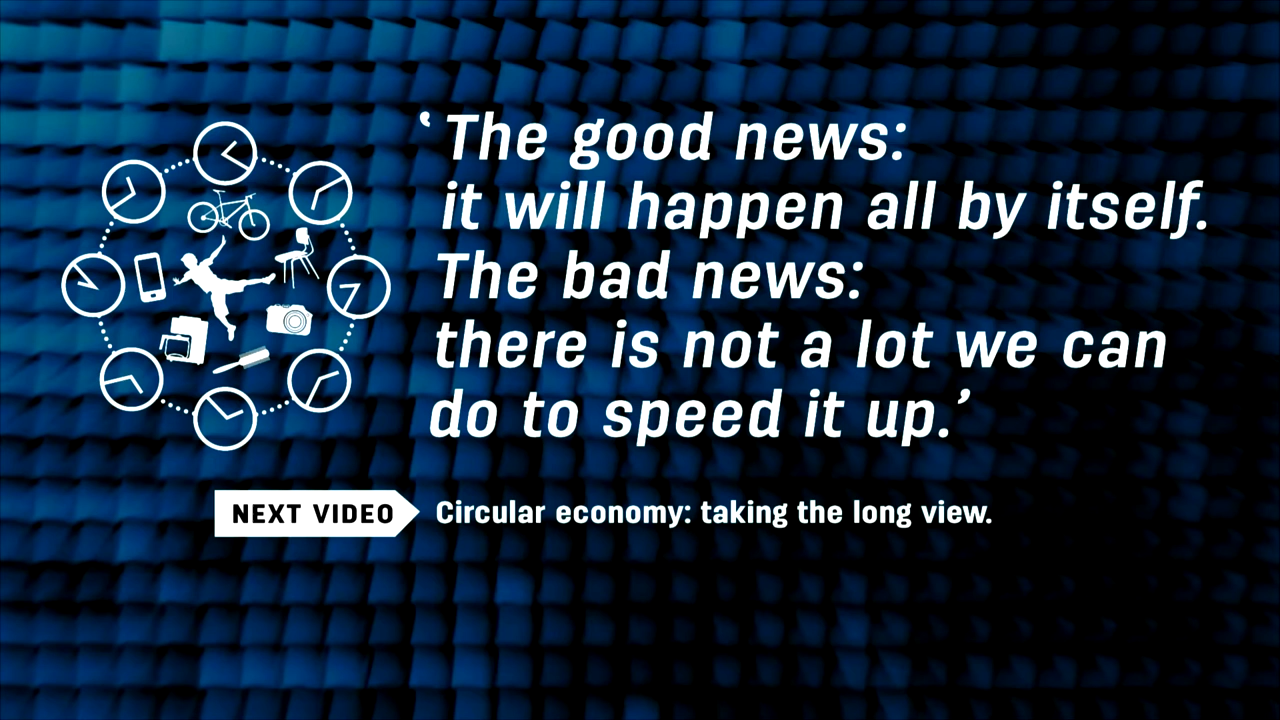 ‘The good news:
it will happen all by itself.
The bad news:
there is not a lot we can
do to speed it up.’
NEXT VIDEO Circular economy: taking the long view.